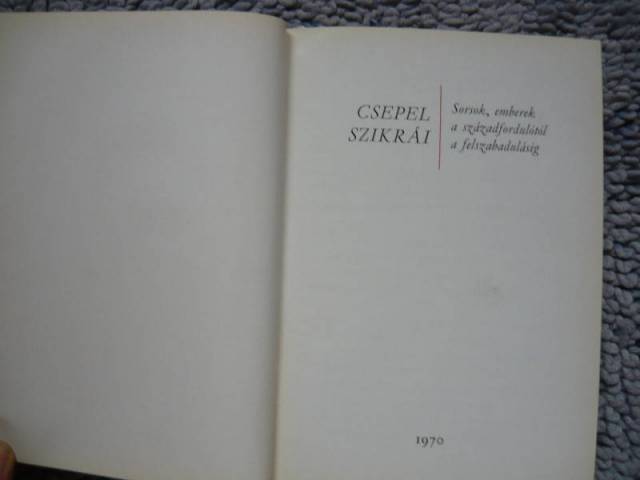 CSEPEL
SZIKRÁI
Sorsok, emberek
a századfordulótól
a felszabadulásig
1970